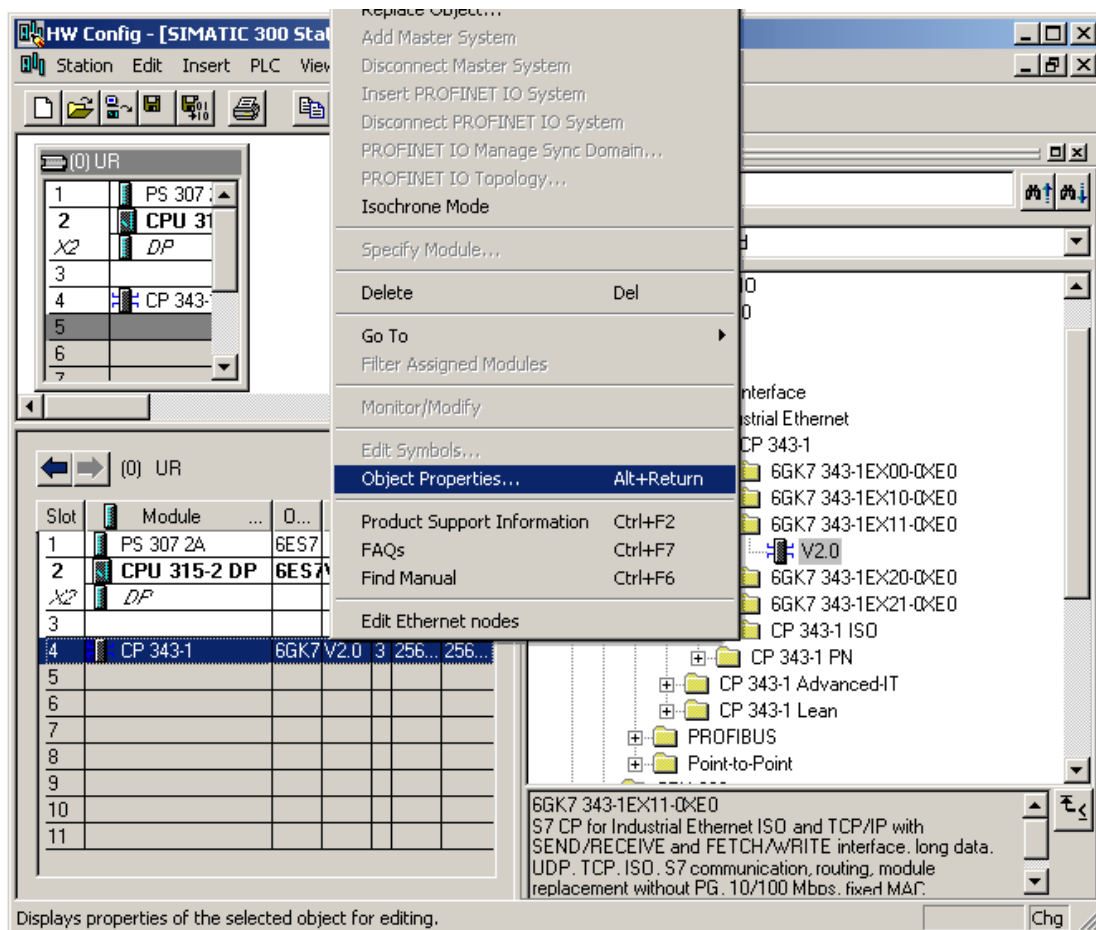 HW Config - [SIMATIC 300 Stat
Station Edit Insert PLC View
Replace Object...
Add Master System
Disconnect Master System
Insert PROFINET IO System
Disconnect PROFINET IO System
PROFINET IO Manage Sync Domain...
PROFINET IO Topology...
Isochrone Mode
Specify Module...
Delete Del
Go To
Filter Assigned Modules
Monitor/Modify
Edit Symbols...
Object Properties... Alt+Return
Product Support Information Ctrl+F2
FAQs Ctrl+F7
Find Manual Ctrl+F6
Edit Ethernet nodes
(0) UR
1 PS 307
2 CPU 31
X2 DP
3
4 CP 343-
5
6
7
(0) UR
Slot Module ... O...
1 PS 307 2A 6ES7
2 CPU 315-2 DP 6ES7
X2 DP
3
4 CP 343-1 6GK7 V2.0 3 256... 256...
5
6
7
8
9
10
11
nterface
strial Ethernet
CP 343-1
6GK7 343-1EX00-0XE0
6GK7 343-1EX10-0XE0
6GK7 343-1EX11-0XE0
V2.0
6GK7 343-1EX20-0XE0
6GK7 343-1EX21-0XE0
CP 343-1 ISO
CP 343-1 PN
CP 343-1 Advanced-IT
CP 343-1 Lean
PROFIBUS
Point-to-Point
6GK7 343-1EX11-0XE0
S7 CP for Industrial Ethernet ISO and TCP/IP with
SEND/RECEIVE and FETCH/WRITE interface, long data,
UDP, TCP, ISO, S7 communication, routing, module
replacement without PG, 10/100 Mbps, fixed MAC
Displays properties of the selected object for editing.
Chg